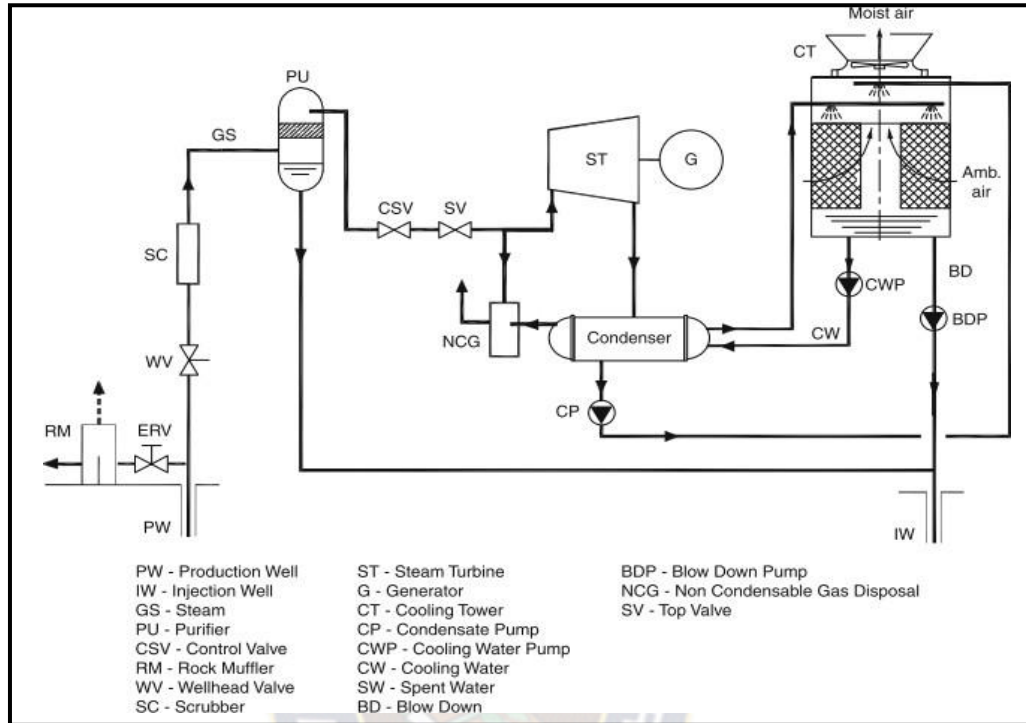 Moist air
CT
PU
GS
ST
G
Amb.
air
CSV
SV
SC
BD
CWP
NCG
Condenser
CW
BDP
WV
CP
RM
ERV
PW
IW
PW - Production Well
IW - Injection Well
GS - Steam
PU - Purifier
CSV - Control Valve
RM - Rock Muffler
WV - Wellhead Valve
SC - Scrubber
ST - Steam Turbine
G - Generator
CT - Cooling Tower
CP - Condensate Pump
CWP - Cooling Water Pump
CW - Cooling Water
SW - Spent Water
BD - Blow Down
BDP - Blow Down Pump
NCG - Non Condensable Gas Disposal
SV - Top Valve